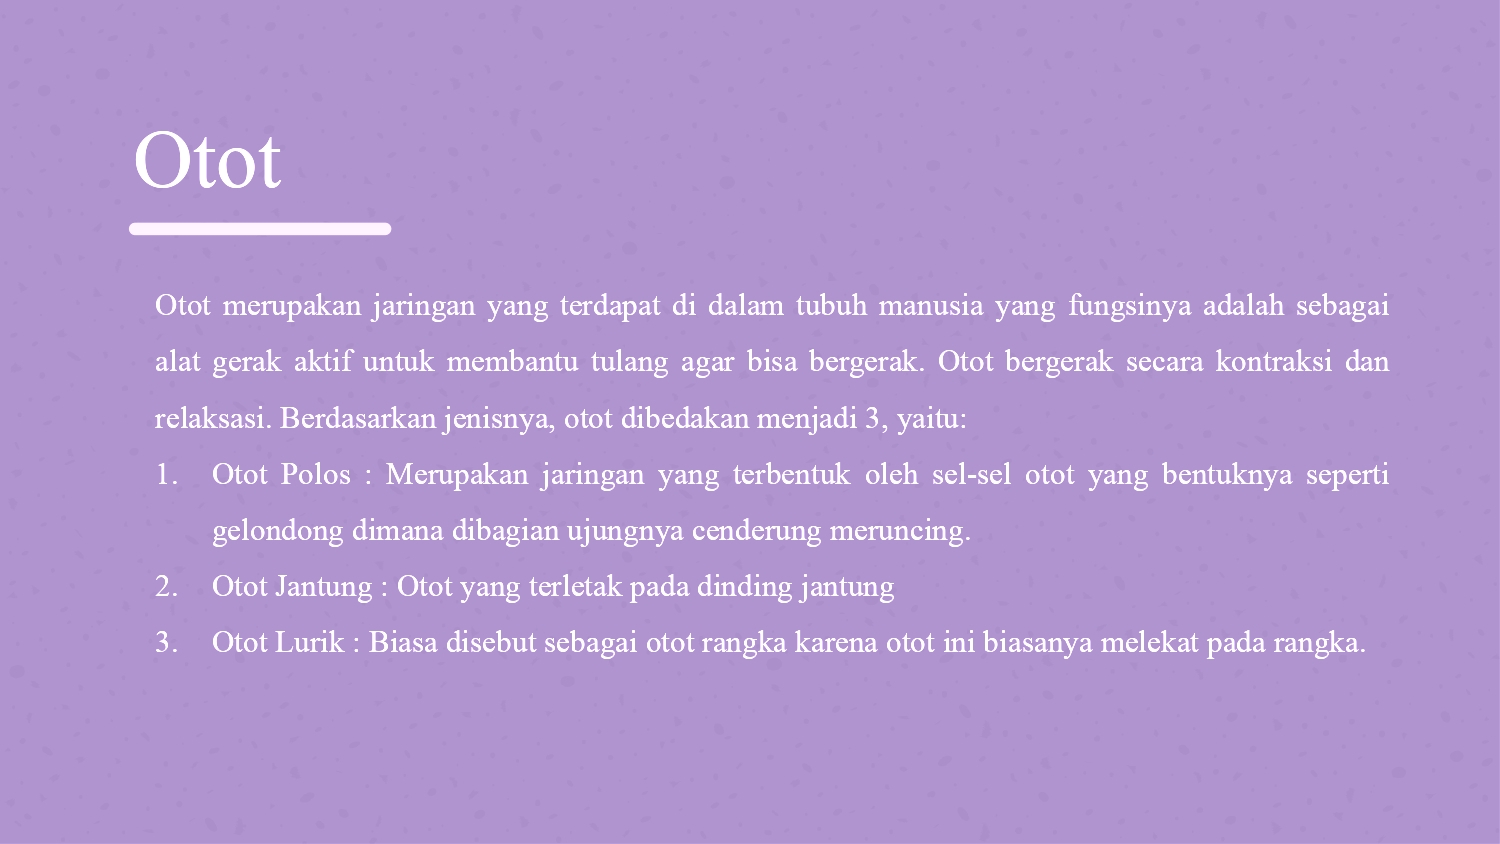 Otot
Otot merupakan jaringan yang terdapat di dalam tubuh manusia yang fungsinya adalah sebagai
alat gerak aktif untuk membantu tulang agar bisa bergerak. Otot bergerak secara kontraksi dan
relaksasi. Berdasarkan jenisnya, otot dibedakan menjadi 3, yaitu:
1. Otot Polos : Merupakan jaringan yang terbentuk oleh sel-sel otot yang bentuknya seperti
gelondong dimana dibagian ujungnya cenderung meruncing.
2. Otot Jantung : Otot yang terletak pada dinding jantung
3. Otot Lurik : Biasa disebut sebagai otot rangka karena otot ini biasanya melekat pada rangka.